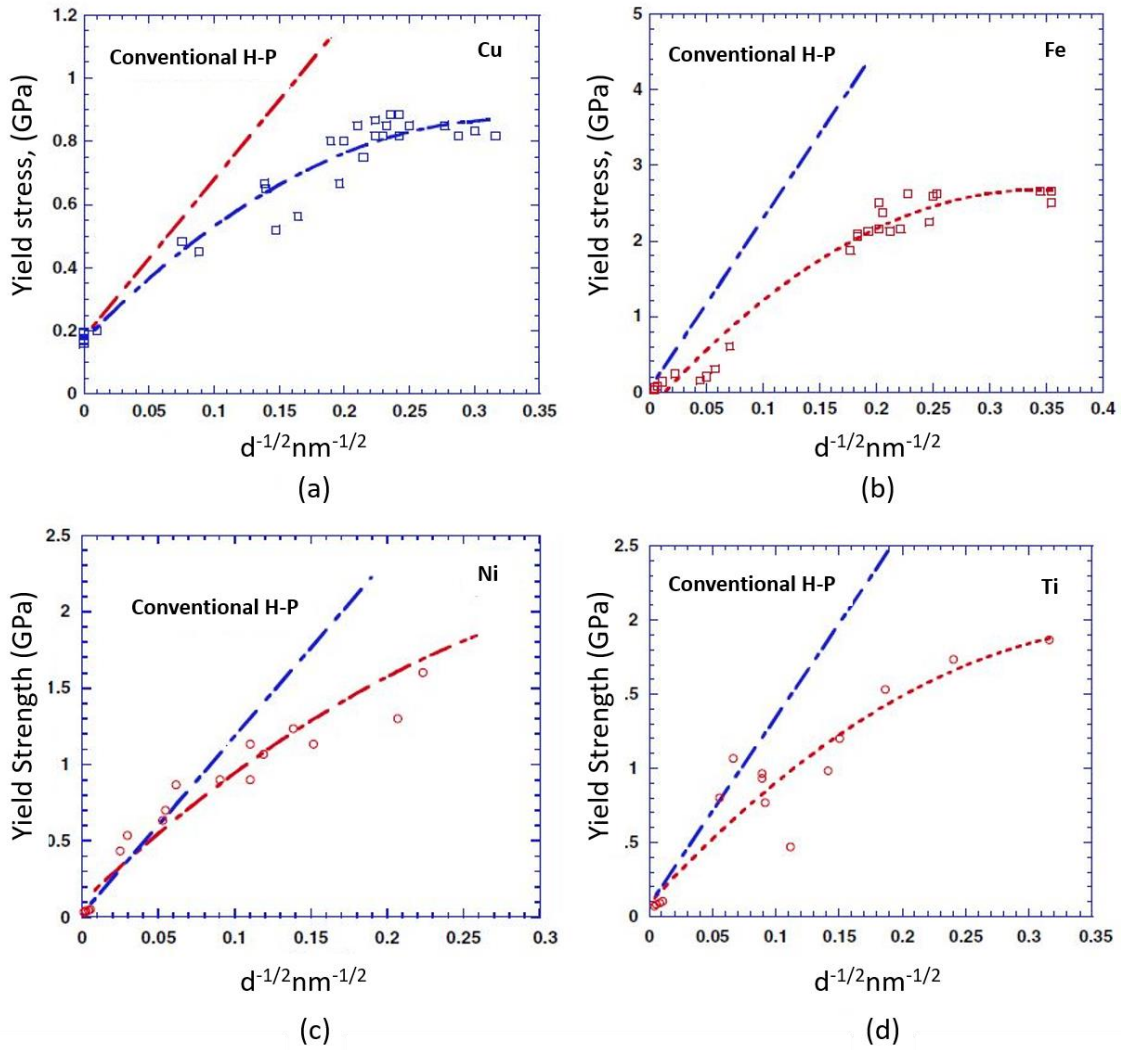 1.2
1
0.8
0.6
0.4
0.2
0
Yield stress, (GPa)
Conventional H-P
Cu
0 0.05 0.1 0.15 0.2 0.25 0.3 0.35
d-1/2nm-1/2
(a)
5
4
3
2
1
0
Yield stress, (GPa)
Conventional H-P
Fe
0 0.05 0.1 0.15 0.2 0.25 0.3 0.35 0.4
d-1/2nm-1/2
(b)
2.5
2
1.5
1
0.5
0
Yield Strength (GPa)
Conventional H-P
Ni
0 0.05 0.1 0.15 0.2 0.25 0.3
d-1/2nm-1/2
(c)
2.5
2
.5
1
.5
0
Yield Strength (GPa)
Conventional H-P
Ti
0 0.05 0.1 0.15 0.2 0.25 0.3 0.35
d-1/2nm-1/2
(d)